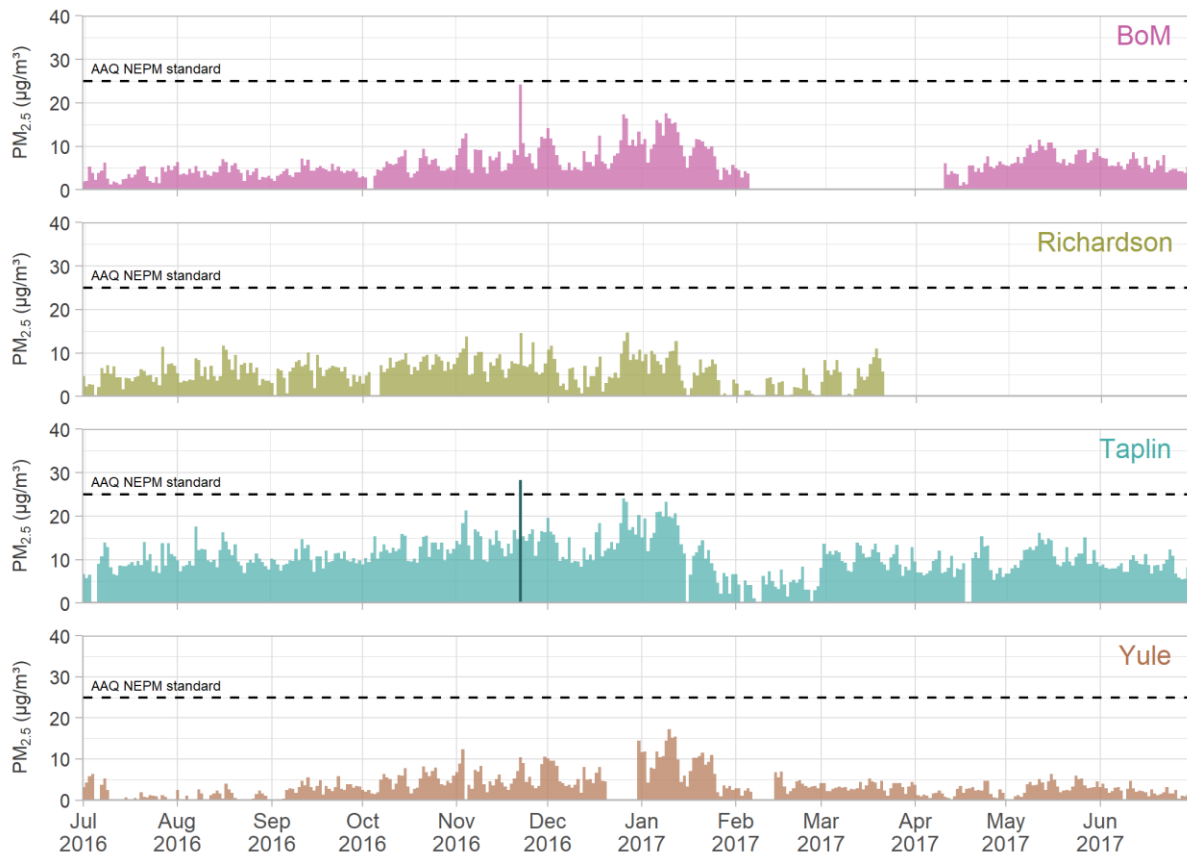 40
BoM
30
AAQ NEPM standard
20
10
0
PM₂.₅ (µg/m³)
40
Richardson
30
AAQ NEPM standard
20
10
0
PM₂.₅ (µg/m³)
40
Taplin
30
AAQ NEPM standard
20
10
0
PM₂.₅ (µg/m³)
40
Yule
30
AAQ NEPM standard
20
10
0
PM₂.₅ (µg/m³)
Jul Aug Sep Oct Nov Dec Jan Feb Mar Apr May Jun
2016 2016 2016 2016 2016 2016 2017 2017 2017 2017 2017 2017